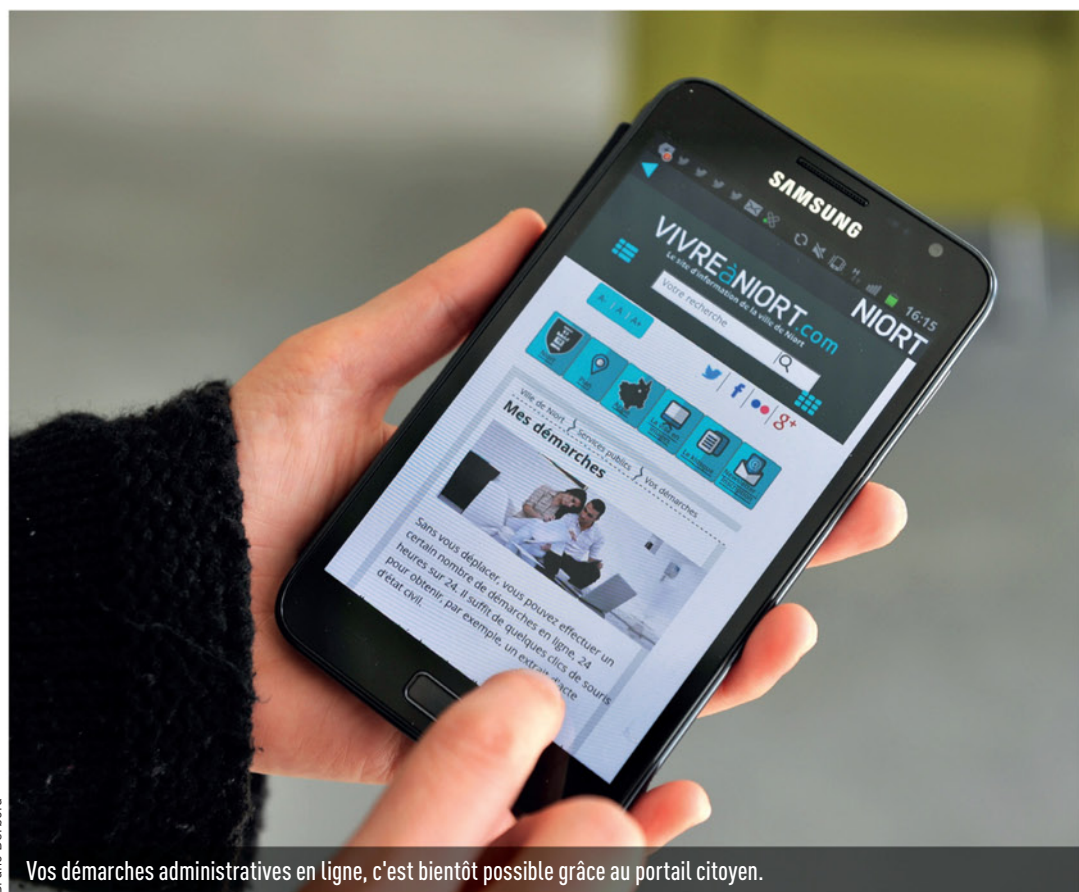 SAMSUNG
16:15
VIVREàNIORT.com
Le site d'information de la ville de Niort
NIORT
Votre recherche
A- | A | A+
Ville de Niort
Services publics
Vos démarches
Mes démarches
Sans vous déplacer, vous pouvez effectuer un
certain nombre de démarches en ligne, 24
heures sur 24. Il suffit de quelques clics de souris
pour obtenir, par exemple, un extrait d'acte
d'état civil.
Vos démarches administratives en ligne, c'est bientôt possible grâce au portail citoyen.